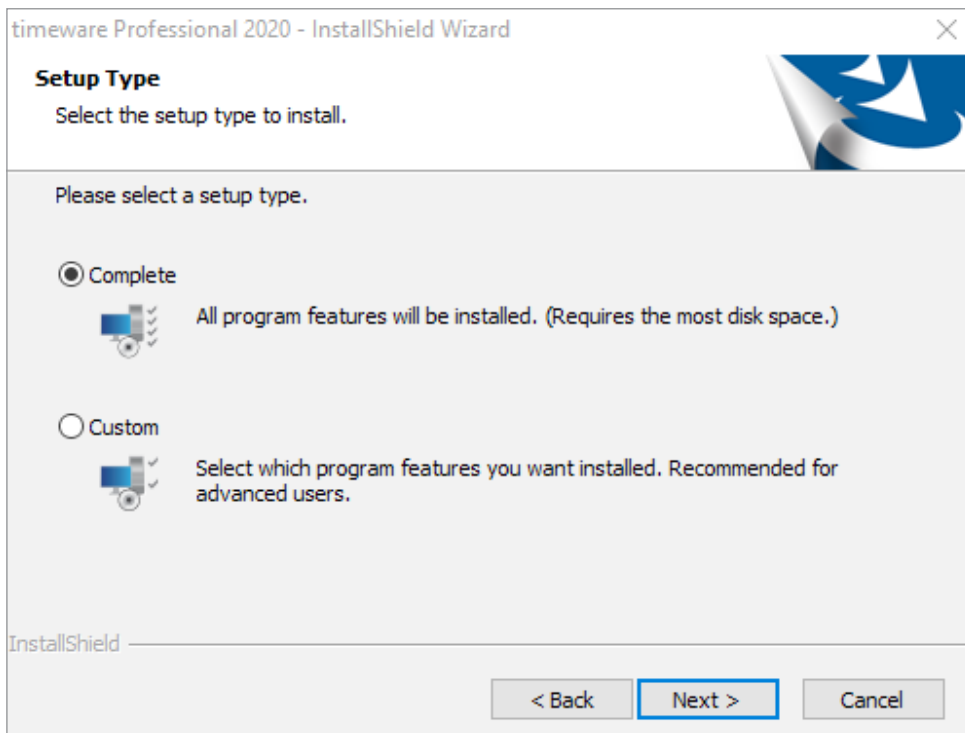 timeware Professional 2020 - InstallShield Wizard
Setup Type
Select the setup type to install.
Please select a setup type.
Complete
All program features will be installed. (Requires the most disk space.)
Custom
Select which program features you want installed. Recommended for
advanced users.
InstallShield
< Back
Next >
Cancel